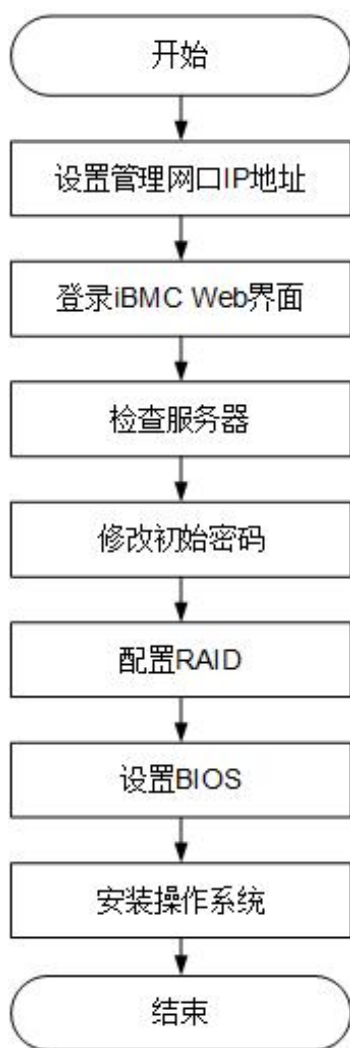 开始
设置管理网口IP地址
登录iBMC Web界面
检查服务器
修改初始密码
配置RAID
设置BIOS
安装操作系统
结束